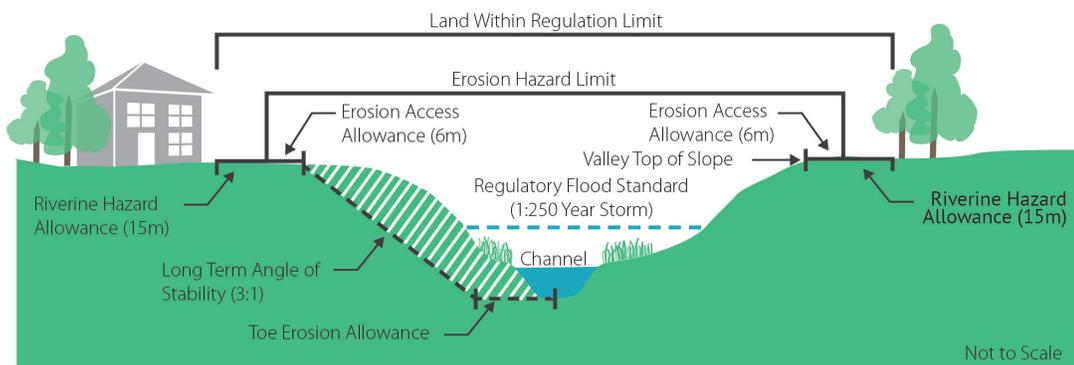 Land Within Regulation Limit
Erosion Hazard Limit
Erosion Access
Allowance (6m)
Erosion Access
Allowance (6m)
Valley Top of Slope
Regulatory Flood Standard
(1:250 Year Storm)
Riverine Hazard
Allowance (15m)
Riverine Hazard
Allowance (15m)
Channel
Long Term Angle of
Stability (3:1)
Toe Erosion Allowance
Not to Scale